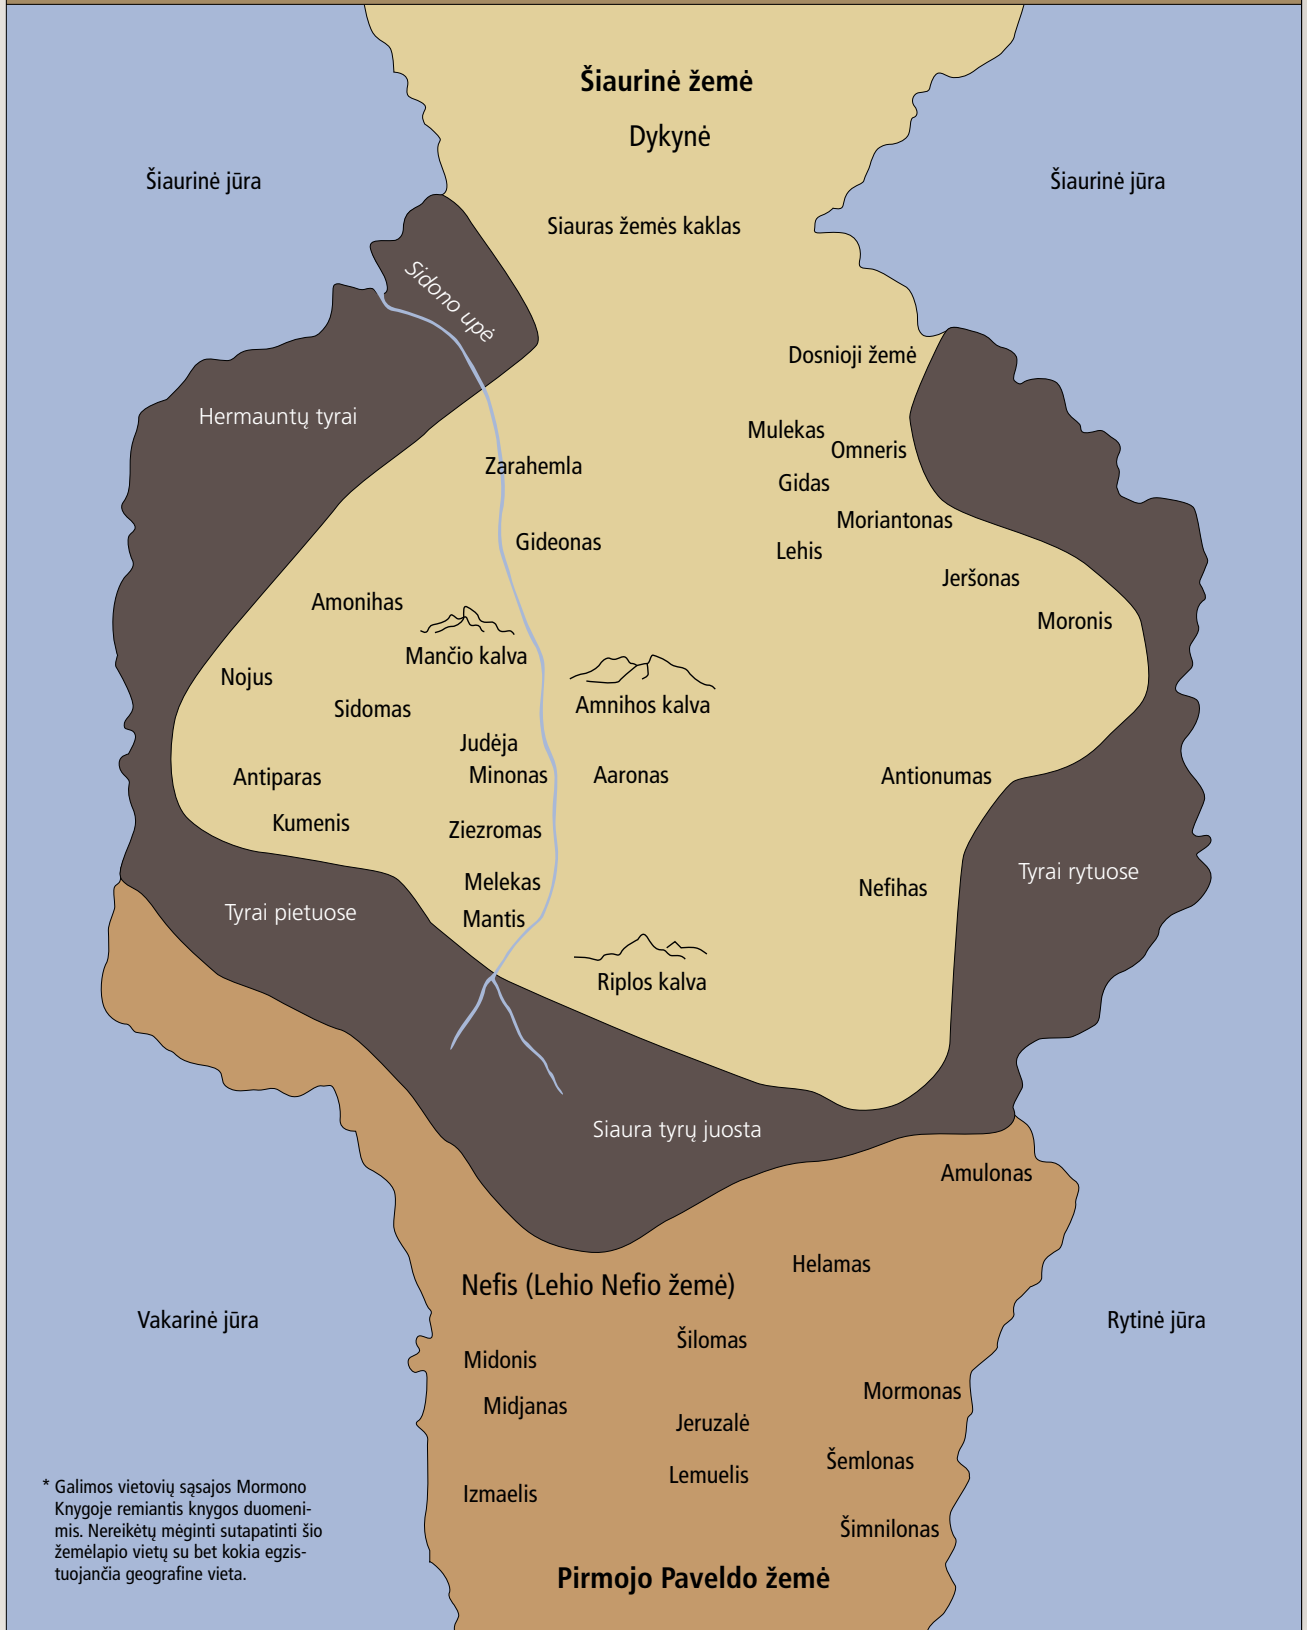 Šiaurinė žemė
Dykynė
Šiaurinė jūra
Šiaurinė jūra
Siauras žemės kaklas
Sidono upė
Dosnioji žemė
Hermauntų tyrai
Mulekas
Omneris
Zarahemla
Gidas
Moriantonas
Gideonas
Lehis
Jeršonas
Amonihas
Moronis
Mančio kalva
Nojus
Amnihos kalva
Sidomas
Judėja
Minonas
Aaronas
Antiparas
Antionumas
Kumenis
Ziezromas
Tyrai rytuose
Melekas
Nefihas
Tyrai pietuose
Mantis
Riplos kalva
Siaura tyrų juosta
Amulonas
Helamas
Nefis (Lehio Nefio žemė)
Vakarinė jūra
Rytinė jūra
Šilomas
Midonis
Mormonas
Midjanas
Jeruzalė
Šemlonas
Lemuelis
Izmaelis
Šimnilonas
Pirmojo Paveldo žemė
* Galimos vietovių sąsajos Mormono
Knygoje remiantis knygos duomeni-
mis. Nereikėtų mėginti sutapatinti šio
žemėlapio vietų su bet kokia egzis-
tuojančia geografine vieta.